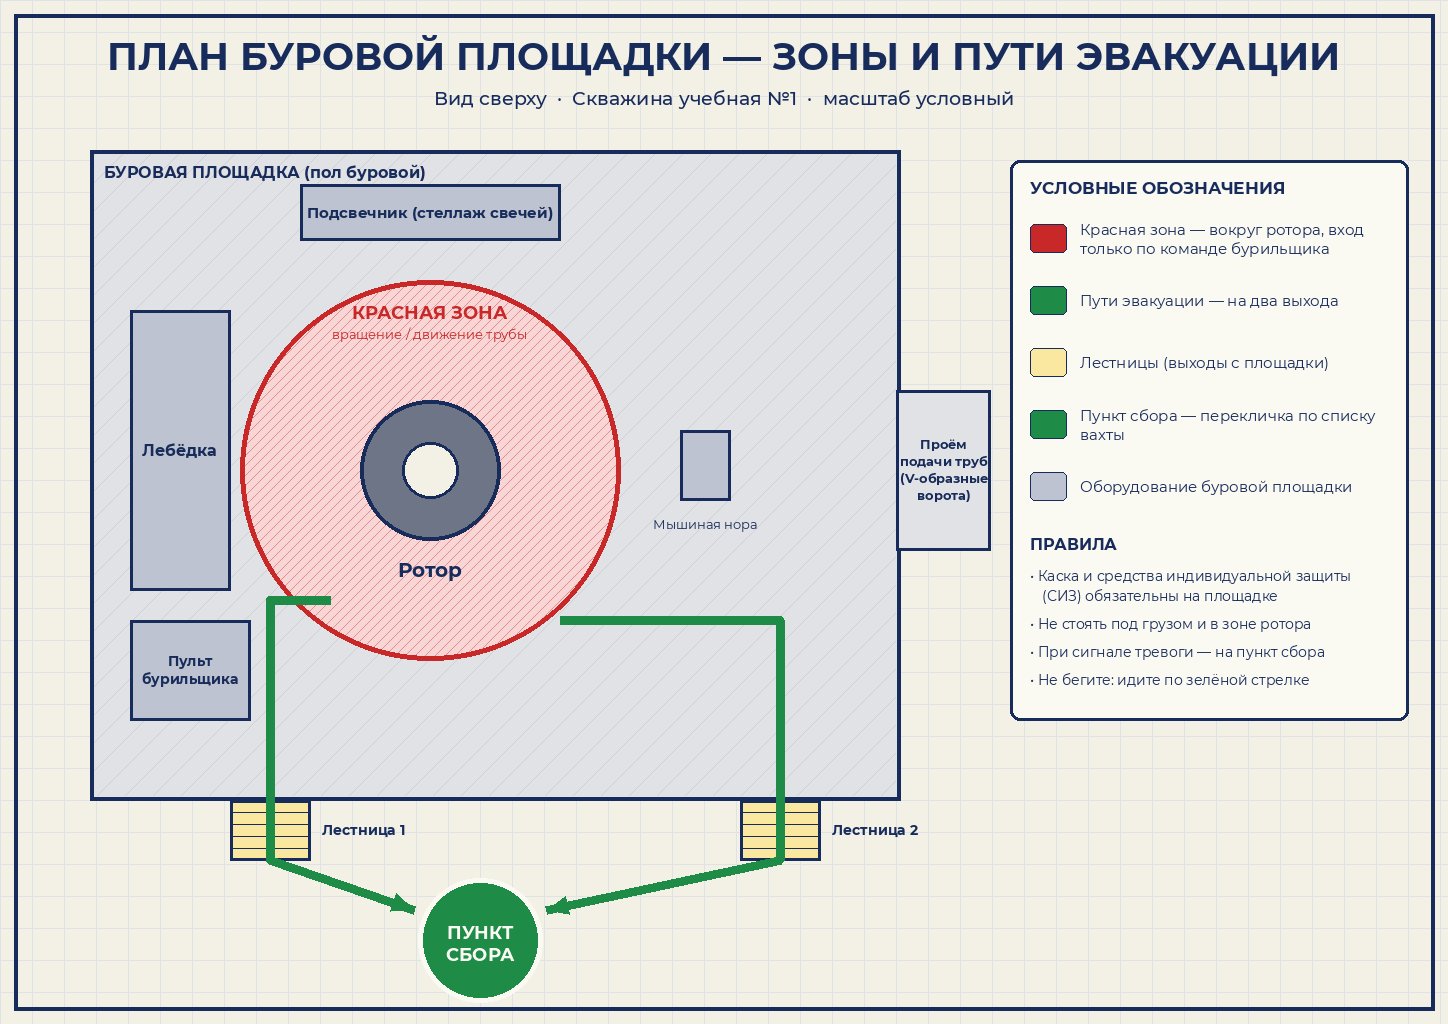 ПЛАН БУРОВОЙ ПЛОЩАДКИ — ЗОНЫ И ПУТИ ЭВАКУАЦИИ
Вид сверху · Скважина учебная №1 · масштаб условный
БУРОВАЯ ПЛОЩАДКА (пол буровой)
Подсвечник (стеллаж свечей)
КРАСНАЯ ЗОНА
вращение / движение трубы
Лебёдка
Ротор
Мышиная нора
Проём
подачи труб
(V-образные
ворота)
Пульт
бурильщика
Лестница 1
Лестница 2
ПУНКТ
СБОРА
УСЛОВНЫЕ ОБОЗНАЧЕНИЯ
Красная зона — вокруг ротора, вход
только по команде бурильщика
Пути эвакуации — на два выхода
Лестницы (выходы с площадки)
Пункт сбора — перекличка по списку
вахты
Оборудование буровой площадки
ПРАВИЛА
· Каска и средства индивидуальной защиты
(СИЗ) обязательны на площадке
· Не стоять под грузом и в зоне ротора
· При сигнале тревоги — на пункт сбора
· Не бегите: идите по зелёной стрелке